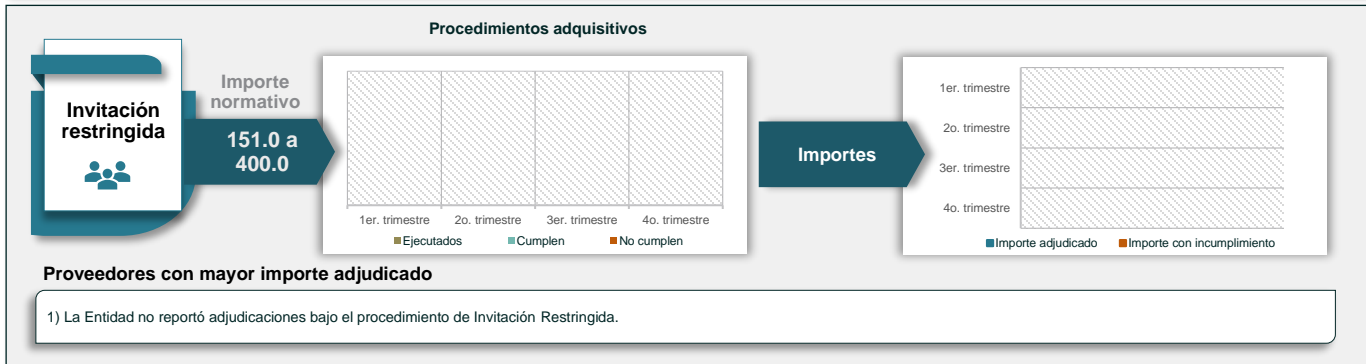 Procedimientos adquisitivos
Invitación
restringida
Importe
normativo
151.0 a
400.0
1er. trimestre
2o. trimestre
3er. trimestre
4o. trimestre
Ejecutados
Cumplen
No cumplen
Importes
1er. trimestre
2o. trimestre
3er. trimestre
4o. trimestre
Importe adjudicado
Importe con incumplimiento
Proveedores con mayor importe adjudicado
1) La Entidad no reportó adjudicaciones bajo el procedimiento de Invitación Restringida.